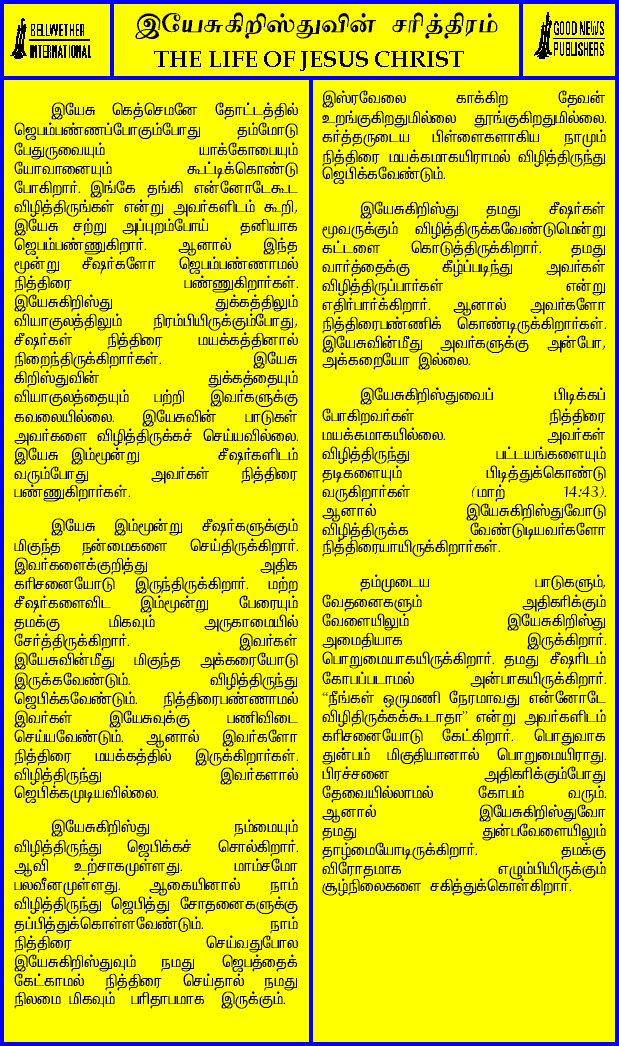 BELLWETHER
INTERNATIONAL
இயேசுகிறிஸ்துவின் சரித்திரம்
THE LIFE OF JESUS CHRIST
GOOD NEWS
PUBLISHERS
இயேசு கெத்செமனே தோட்டத்தில்
ஜெபம்பண்ணப்போகும்போது தம்மோடு
பேதுருவையும் யாக்கோபையும்
யோவானையும் கூட்டிக்கொண்டு
போகிறார். இங்கே தங்கி என்னோடேகூட
விழித்திருங்கள் என்று அவர்களிடம் கூறி,
இயேசு சற்று அப்புறம்போய் தனியாக
ஜெபம்பண்ணுகிறார். ஆனால் இந்த
மூன்று சீஷர்களோ ஜெபம்பண்ணாமல்
நித்திரை பண்ணுகிறார்கள்.
இயேசுகிறிஸ்து துக்கத்திலும்
வியாகுலத்திலும் நிரம்பியிருக்கும்போது,
சீஷர்கள் நித்திரை மயக்கத்தினால்
நிறைந்திருக்கிறார்கள். இயேசு
கிறிஸ்துவின் துக்கத்தையும்
வியாகுலத்தையும் பற்றி இவர்களுக்கு
கவலையில்லை. இயேசுவின் பாடுகள்
அவர்களை விழித்திருக்கச் செய்யவில்லை.
இயேசு இம்மூன்று சீஷர்களிடம்
வரும்போது அவர்கள் நித்திரை
பண்ணுகிறார்கள்.
இயேசு இம்மூன்று சீஷர்களுக்கும்
மிகுந்த நன்மைகளை செய்திருக்கிறார்.
இவர்களைக்குறித்து அதிக
கரிசனையோடு இருந்திருக்கிறார். மற்ற
சீஷர்களைவிட இம்மூன்று பேரையும்
தமக்கு மிகவும் அருகாமையில்
சேர்த்திருக்கிறார். இவர்கள்
இயேசுவின்மீது மிகுந்த அக்கரையோடு
இருக்கவேண்டும். விழித்திருந்து
ஜெபிக்கவேண்டும். நித்திரைபண்ணாமல்
இவர்கள் இயேசுவுக்கு பணிவிடை
செய்யவேண்டும். ஆனால் இவர்களோ
நித்திரை மயக்கத்தில் இருக்கிறார்கள்.
விழித்திருந்து இவர்களால்
ஜெபிக்கமுடியவில்லை.
இயேசுகிறிஸ்து நம்மையும்
விழித்திருந்து ஜெபிக்கச் சொல்கிறார்.
ஆவி உற்சாகமுள்ளது. மாம்சமோ
பலவீனமுள்ளது. ஆகையினால் நாம்
விழித்திருந்து ஜெபித்து சோதனைகளுக்கு
தப்பித்துக்கொள்ளவேண்டும். நாம்
நித்திரை செய்வதுபோல
இயேசுகிறிஸ்துவும் நமது ஜெபத்தைக்
கேட்காமல் நித்திரை செய்தால் நமது
நிலமை மிகவும் பரிதாபமாக இருக்கும்.
இஸ்ரவேலை காக்கிற தேவன்
உறங்குகிறதுமில்லை தூங்குகிறதுமில்லை.
கர்த்தருடைய பிள்ளைகளாகிய நாமும்
நித்திரை மயக்கமாகயிராமல் விழித்திருந்து
ஜெபிக்கவேண்டும்.
இயேசுகிறிஸ்து தமது சீஷர்கள்
மூவருக்கும் விழித்திருக்கவேண்டுமென்று
கட்டளை கொடுத்திருக்கிறார். தமது
வார்த்தைக்கு கீழ்ப்படிந்து அவர்கள்
விழித்திருப்பார்கள் என்று
எதிர்பார்க்கிறார். ஆனால் அவர்களோ
நித்திரைபண்ணிக் கொண்டிருக்கிறார்கள்.
இயேசுவின்மீது அவர்களுக்கு அன்போ,
அக்கறையோ இல்லை.
இயேசுகிறிஸ்துவைப் பிடிக்கப்
போகிறவர்கள் நித்திரை
மயக்கமாகயில்லை. அவர்கள்
விழித்திருந்து பட்டயங்களையும்
தடிகளையும் பிடித்துக்கொண்டு
வருகிறார்கள் (மாற் 14:43).
ஆனால் இயேசுகிறிஸ்துவோடு
விழித்திருக்க வேண்டுடியவர்களோ
நித்திரையாயிருக்கிறார்கள்.
தம்முடைய பாடுகளும்,
வேதனைகளும் அதிகரிக்கும்
வேளையிலும் இயேசுகிறிஸ்து
அமைதியாக இருக்கிறார்.
பொறுமையாகயிருக்கிறார். தமது சீஷரிடம்
கோபப்படாமல் அன்பாகயிருக்கிறார்.
“நீங்கள் ஒருமணி நேரமாவது என்னோடே
விழிதிருக்கக்கூடாதா” என்று அவர்களிடம்
கரிசனையோடு கேட்கிறார். பொதுவாக
துன்பம் மிகுதியானால் பொறுமையிராது.
பிரச்சனை அதிகரிக்கும்போது
தேவையில்லாமல் கோபம் வரும்.
ஆனால் இயேசுகிறிஸ்துவோ
தமது துன்பவேளையிலும்
தாழ்மையோடிருக்கிறார். தமக்கு
விரோதமாக எழும்பியிருக்கும்
சூழ்நிலைகளை சகித்துக்கொள்கிறார்.